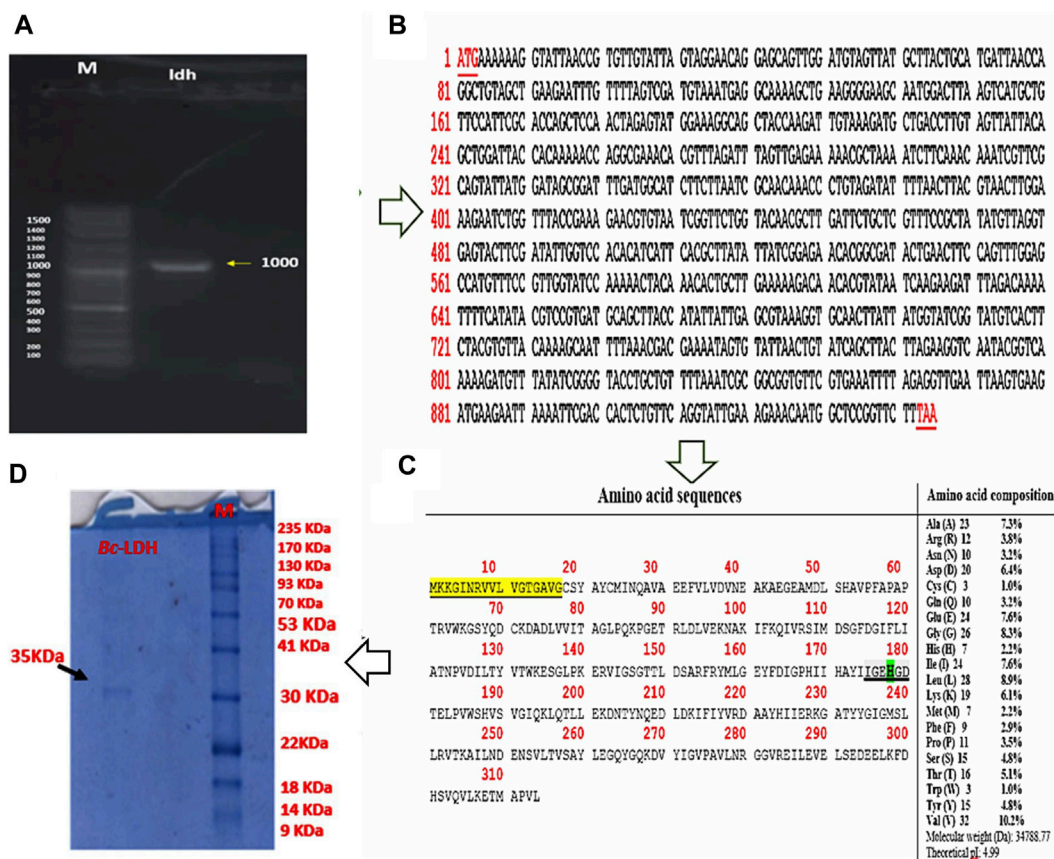 A
M ldh
1500
1400
1300
1200
1100
1000
900
800
700
600
500
400
300
200
100
1000
B
1 ATGAAAAAAG GTATTAACCG TGTTGTATTA GTAGGAACAG GAGCAGTTGG ATGTAGTTAT GCTTACTGCA TGATTAACCA
81 GGCTGTAGCT GAAGAATTTG TTTTAGTCGA TGTAAATGAG GCAAAAGCTG AAGGGGAAGC AATGGACTTA AGTCATGCTG
161 TTCCATTCGC ACCAGCTCCA ACTAGAGTAT GGAAAGGCAG CTACCAAGAT TGTAAAGATG CTGACCTTGT AGTTATTACA
241 GCTGGATTAC CACAAAAACC AGGCGAAACA CGTTTAGATT TAGTTGAGAA AAACGCTAAA ATCTTCAAAC AAATCGTTCG
321 CAGTATTATG GATAGCGGAT TTGATGGCAT CTTCTTAATC GCAACAAACC CTGTAGATAT TTTAACTTAC GTAACTTGGA
401 AAGAATCTGG TTTACCGAAA GAACGTGTAA TCGGTTCTGG TACAACGCTT GATTCTGCTC GTTTCCGCTA TATGTTAGGT
481 GAGTACTTCG ATATTGGTCC ACACATCATT CACGCTTATA TTATCGGAGA ACACGGCGAT ACTGAACTTC CAGTTTGGAG
561 CCATGTTTCC GTTGGTATCC AAAAACTACA AACACTGCTT GAAAAAGACA ACACGTATAA TCAAGAAGAT TTAGACAAAA
641 TTTTCATATA CGTCCGTGAT GCAGCTTACC ATATTATTGA GCGTAAAGGT GCAACTTATT ATGGTATCGG TATGTCACTT
721 CTACGTGTTA CAAAAGCAAT TTTAAACGAC GAAAATAGTG TATTAACTGT ATCAGCTTAC TTAGAAGGTC AATACGGTCA
801 AAAAGATGTT TATATCGGGG TACCTGCTGT TTTAAATCGC GGCGGTGTTC GTGAAATTTT AGAGGTTGAA TTAAGTGAAG
881 ATGAAGAATT AAAATTCGAC CACTCTGTTC AGGTATTGAA AGAAACAATG GCTCCGGTTC TTTAA
C
Amino acid sequences
10 20 30 40 50 60
MKKGINRVVL VGTGAVGCSY AYCMINQAVA EEFVLVDVNE AKAEGEAMDL SHAVPFAPAP
70 80 90 100 110 120
TRVWKGSYQD CKDADLVVIT AGLPQKPGET RLDLVEKNAK IFKQIVRSIM DSGFDGIFLI
130 140 150 160 170 180
ATNPVDILTY VTWKESGLPK ERVIGSGTTL DSARFRYMLG EYFDIGPHII HAYIIGEHGD
190 200 210 220 230 240
TELPVWSHVS VGIQKLQTLL EKDNTYNQED LDKIFIYVRD AAYHIIERKG ATYYGIGMSL
250 260 270 280 290 300
LRVTKAILND ENSVLTVSAY LEGQYGQKDV YIGVPAVLNR GGVREILEVE LSEDEELKFD
310
HSVQVLKETM APVL
Amino acid composition
Ala (A) 23 7.3%
Arg (R) 12 3.8%
Asn (N) 10 3.2%
Asp (D) 20 6.4%
Cys (C) 3 1.0%
Gln (Q) 10 3.2%
Glu (E) 24 7.6%
Gly (G) 26 8.3%
His (H) 7 2.2%
Ile (I) 24 7.6%
Leu (L) 28 8.9%
Lys (K) 19 6.1%
Met (M) 7 2.2%
Phe (F) 9 2.9%
Pro (P) 11 3.5%
Ser (S) 15 4.8%
Thr (T) 16 5.1%
Trp (W) 3 1.0%
Tyr (Y) 15 4.8%
Val (V) 32 10.2%
Molecular weight (Da): 34788.77
Theoretical pI: 4.99
D
Bc-LDH M
35KDa
235 KDa
170 KDa
130 KDa
93 KDa
70 KDa
53 KDa
41 KDa
30 KDa
22KDa
18 KDa
14 KDa
9 KDa